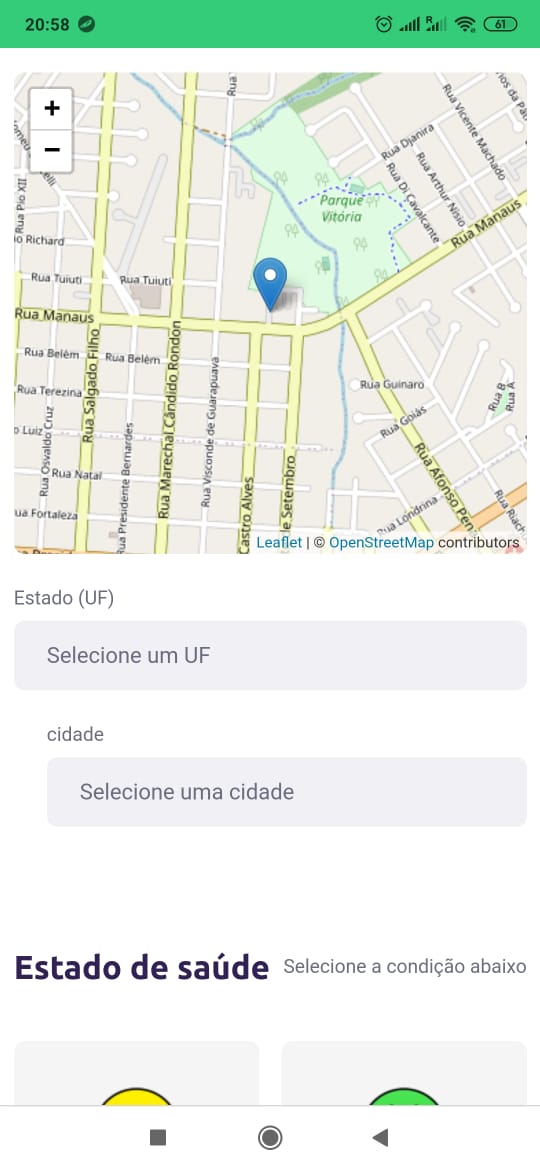 20:58
R
61
+
−
Rua Pio XII
Rua Djanira
Rua Vicente Machado
Rua Di Cavalcante
Rua Arthur Nisio
Parque
Vitória
Rua Manaus
Rua Tuiuti
Rua Tuiuti
Rua Manaus
Rua Belém
Rua Belém
Rua Salgado Filho
Rua Marechal Cândido Rondon
Rua Visconde de Guarapuava
Rua Terezina
Rua Guinaro
Rua B
Rua A
Rua Goiás
Rua Osvaldo Cruz
Rua Natal
Rua Presidente Bernardes
Castro Alves
de Setembro
Rua Afonso Pen
Rua Londrina
Rua Riach
ua Fortaleza
Leaflet | © OpenStreetMap contributors
Estado (UF)
Selecione um UF
cidade
Selecione uma cidade
Estado de saúde
Selecione a condição abaixo